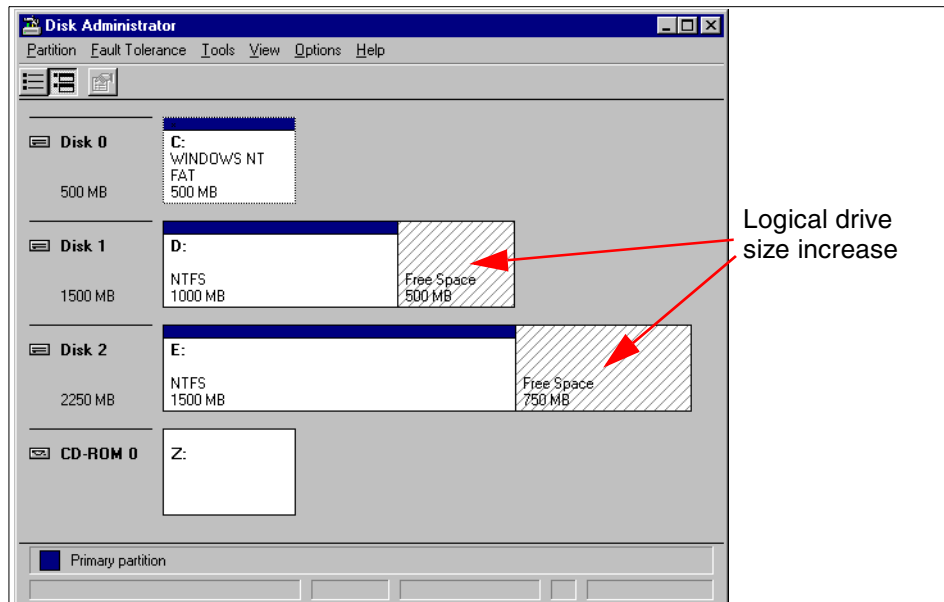 Disk Administrator
Partition Fault Tolerance Tools View Options Help
Disk 0
500 MB
C:
WINDOWS NT
FAT
500 MB
Disk 1
1500 MB
D:
NTFS
1000 MB
Free Space
500 MB
Logical drive
size increase
Disk 2
2250 MB
E:
NTFS
1500 MB
Free Space
750 MB
CD-ROM 0
Z:
Primary partition